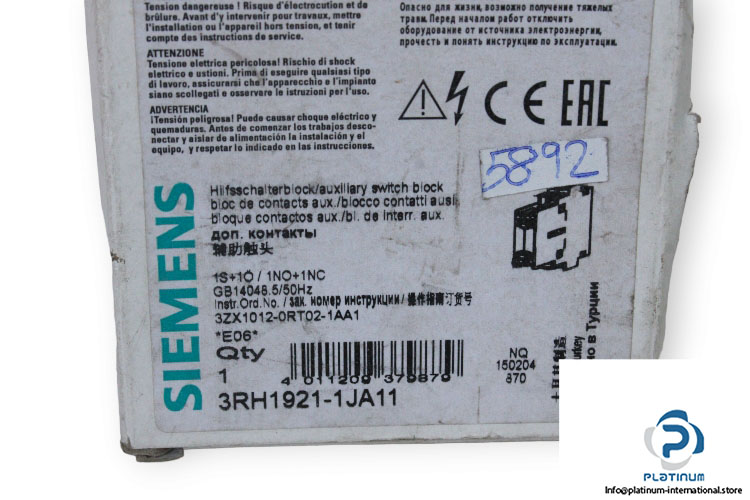 Tension dangereuse ! Risque d'électrocution et de
brûlure. Avant d'y intervenir pour travaux, mettre
l'installation ou l'appareil hors tension, et tenir
compte des instructions de service.
ATTENZIONE
Tensione elettrica pericolosa! Rischio di shock
elettrico e ustioni. Prima di eseguire qualsiasi tipo
di lavoro, assicurarsi che l'apparecchio e l'impianto
siano scollegati e osservare le istruzioni per l'uso.
ADVERTENCIA
¡Tensión peligrosa! Puede causar choque eléctrico y
quemaduras. Antes de comenzar los trabajos desco-
nectar y aislar de alimentación la instalación y el
equipo, y respetar lo indicado en las instrucciones.
Опасно для жизни, возможно получение тяжелых
травм. Перед началом работ отключить
оборудование от источника электроэнергии,
прочесть и понять инструкцию по эксплуатации.
CE EAC
5892
SIEMENS
Hilfsschalterblock/auxiliary switch block
bloc de contacts aux./blocco contatti ausil.
bloque contactos aux./bl. de interr. aux.
доп. контакты
辅助触头
1S+1Ö / 1NO+1NC
GB14048.5/50Hz
Instr.Ord.No. / зак. номер инструкции / 操作指南订货号
3ZX1012-0RT02-1AA1
*E06*
Qty
1
4 011209 379879
NQ
150204
870
3RH1921-1JA11
но в Турции
PLATINUM
Info@platinum-international.store